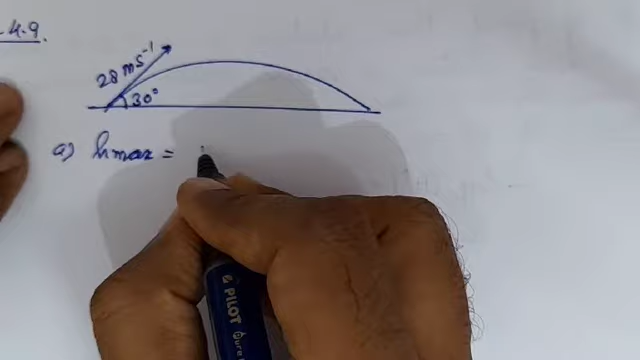 -4.9.
28 ms⁻¹
30°
a) hmax =
PILOT